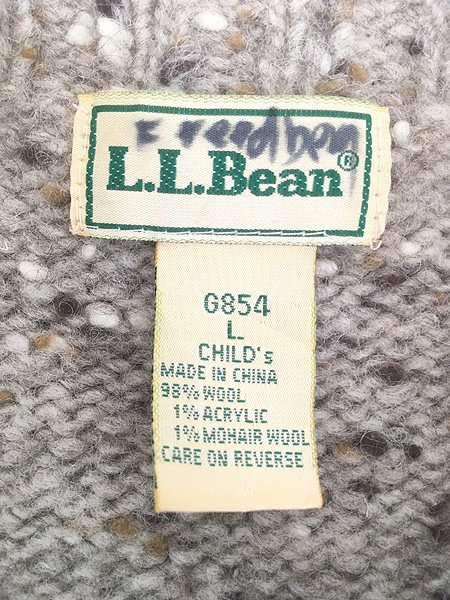 L.L.Bean®
G854
L
CHILD's
MADE IN CHINA
98% WOOL
1% ACRYLIC
1% MOHAIR WOOL
CARE ON REVERSE